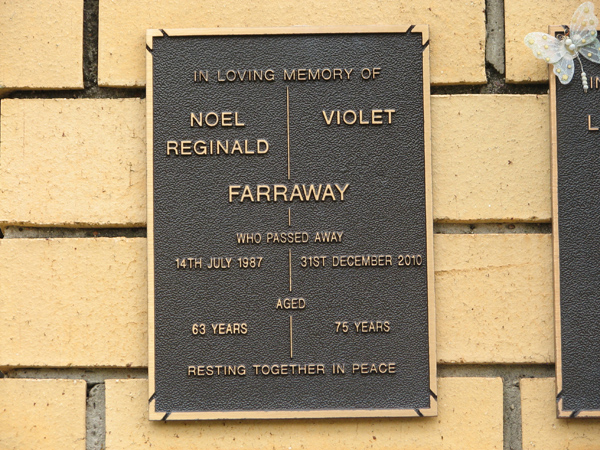 IN LOVING MEMORY OF
NOEL VIOLET
REGINALD
FARRAWAY
WHO PASSED AWAY
14TH JULY 1987 31ST DECEMBER 2010
AGED
63 YEARS 75 YEARS
RESTING TOGETHER IN PEACE